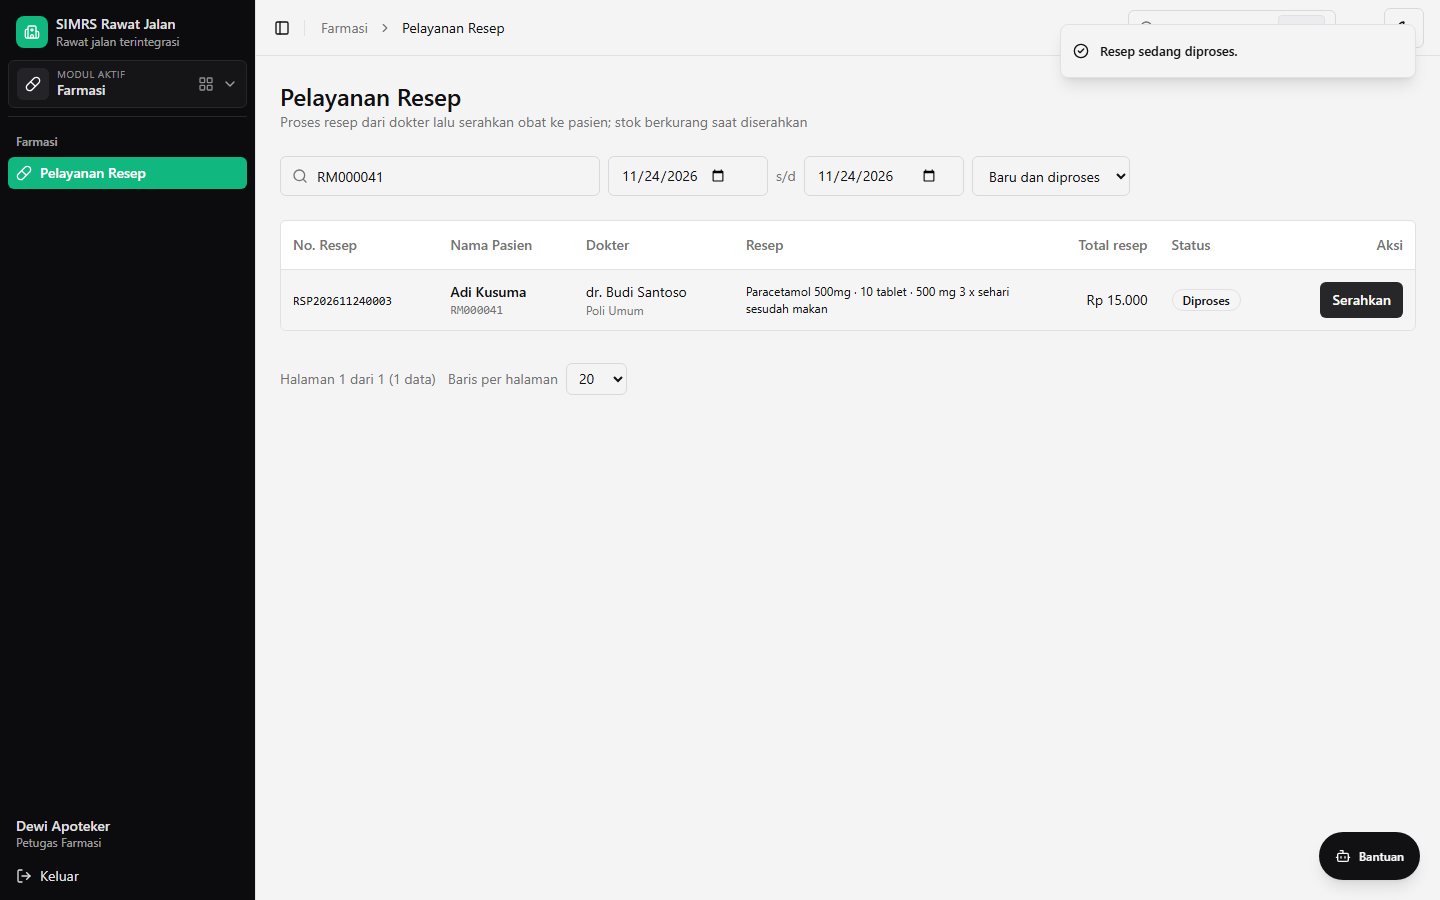 SIMRS Rawat Jalan
Rawat jalan terintegrasi
MODUL AKTIF
Farmasi
Farmasi
Pelayanan Resep
Dewi Apoteker
Petugas Farmasi
Keluar
Farmasi
Pelayanan Resep
Resep sedang diproses.
Pelayanan Resep
Proses resep dari dokter lalu serahkan obat ke pasien; stok berkurang saat diserahkan
RM000041
11/24/2026
s/d
11/24/2026
Baru dan diproses
No. Resep Nama Pasien Dokter Resep Total resep Status Aksi
RSP202611240003
Adi Kusuma
RM000041
dr. Budi Santoso
Poli Umum
Paracetamol 500mg · 10 tablet · 500 mg 3 x sehari
sesudah makan
Rp 15.000
Diproses
Serahkan
Halaman 1 dari 1 (1 data)
Baris per halaman
20
Bantuan